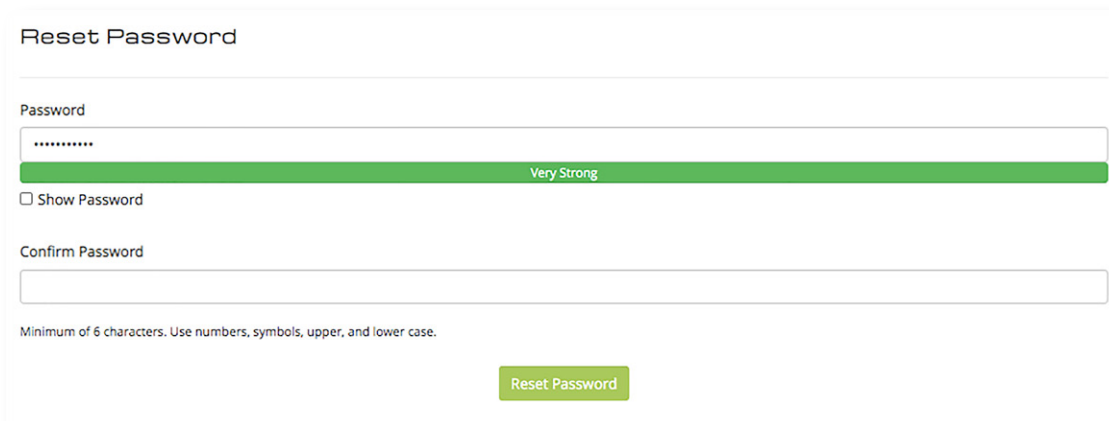 Reset Password
Password
•••••••••••
Very Strong
Show Password
Confirm Password
Minimum of 6 characters. Use numbers, symbols, upper, and lower case.
Reset Password